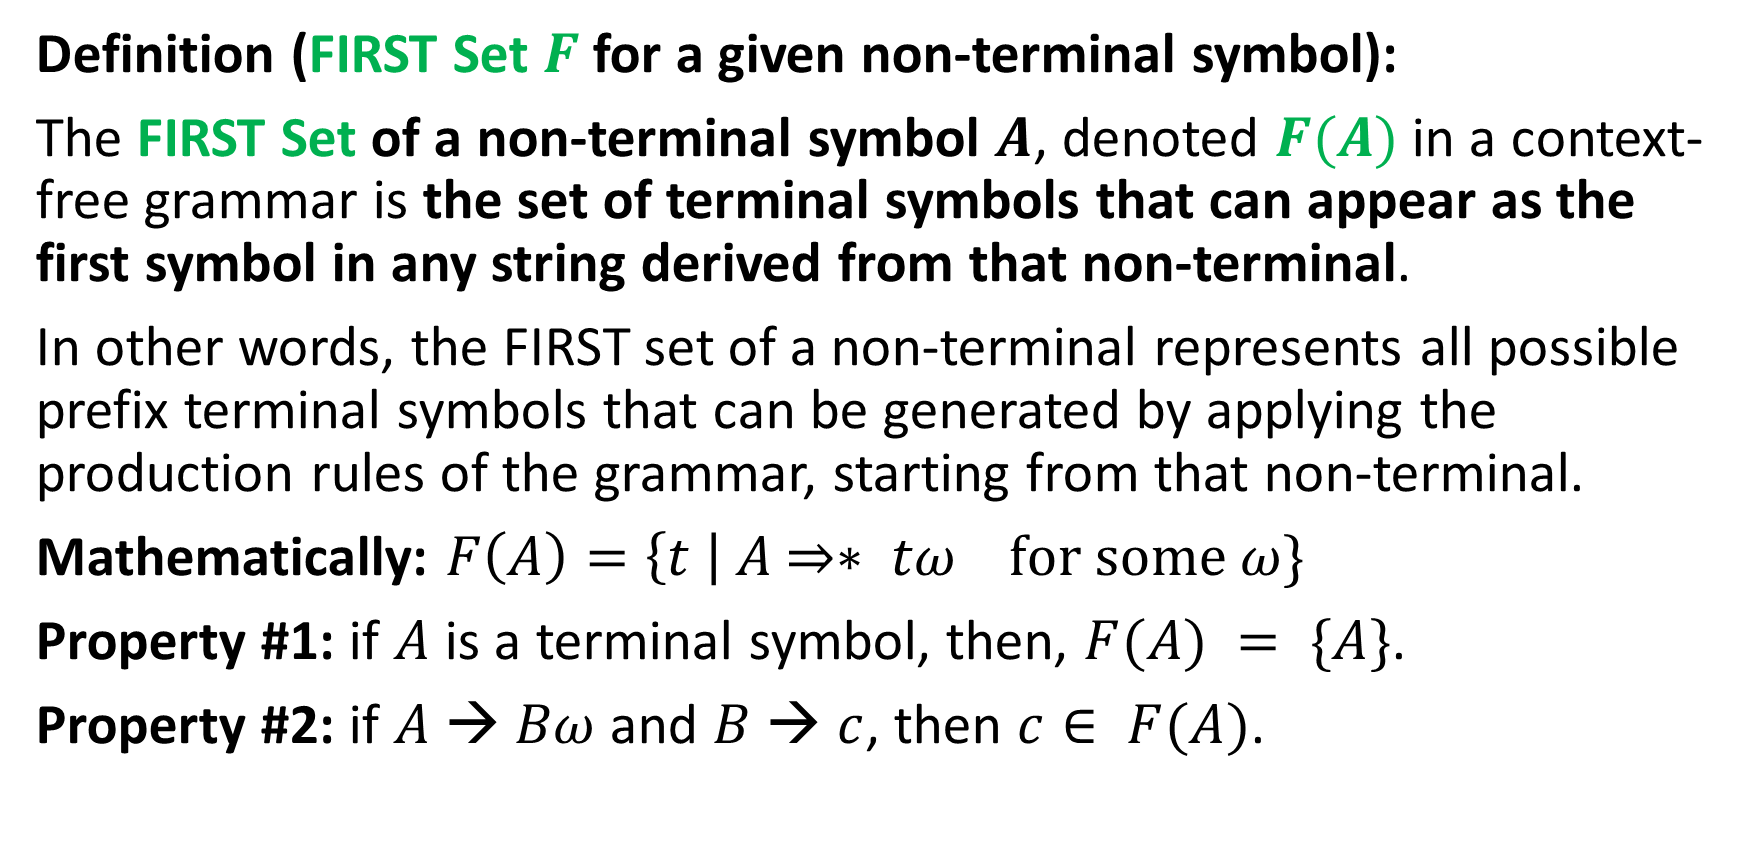 Definition (FIRST Set F for a given non-terminal symbol):
The FIRST Set of a non-terminal symbol A, denoted F(A) in a context-
free grammar is the set of terminal symbols that can appear as the
first symbol in any string derived from that non-terminal.
In other words, the FIRST set of a non-terminal represents all possible
prefix terminal symbols that can be generated by applying the
production rules of the grammar, starting from that non-terminal.
Mathematically: F(A) = {t | A ⇒* tω for some ω}
Property #1: if A is a terminal symbol, then, F(A) = {A}.
Property #2: if A → Bω and B → c, then c ∈ F(A).